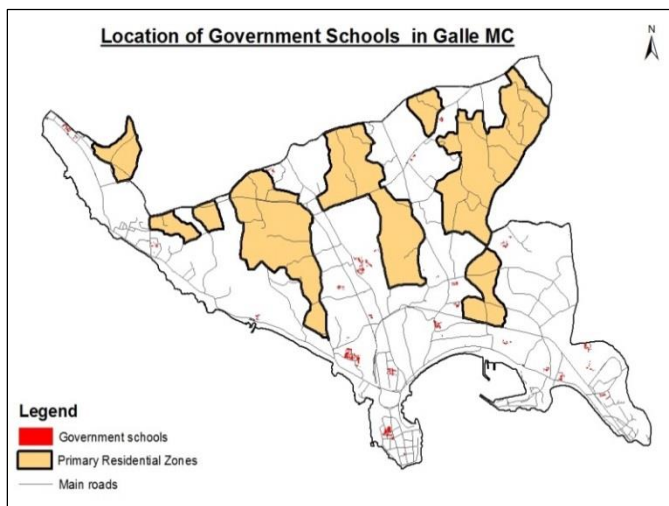 Location of Government Schools in Galle MC
N
Legend
Government schools
Primary Residential Zones
Main roads